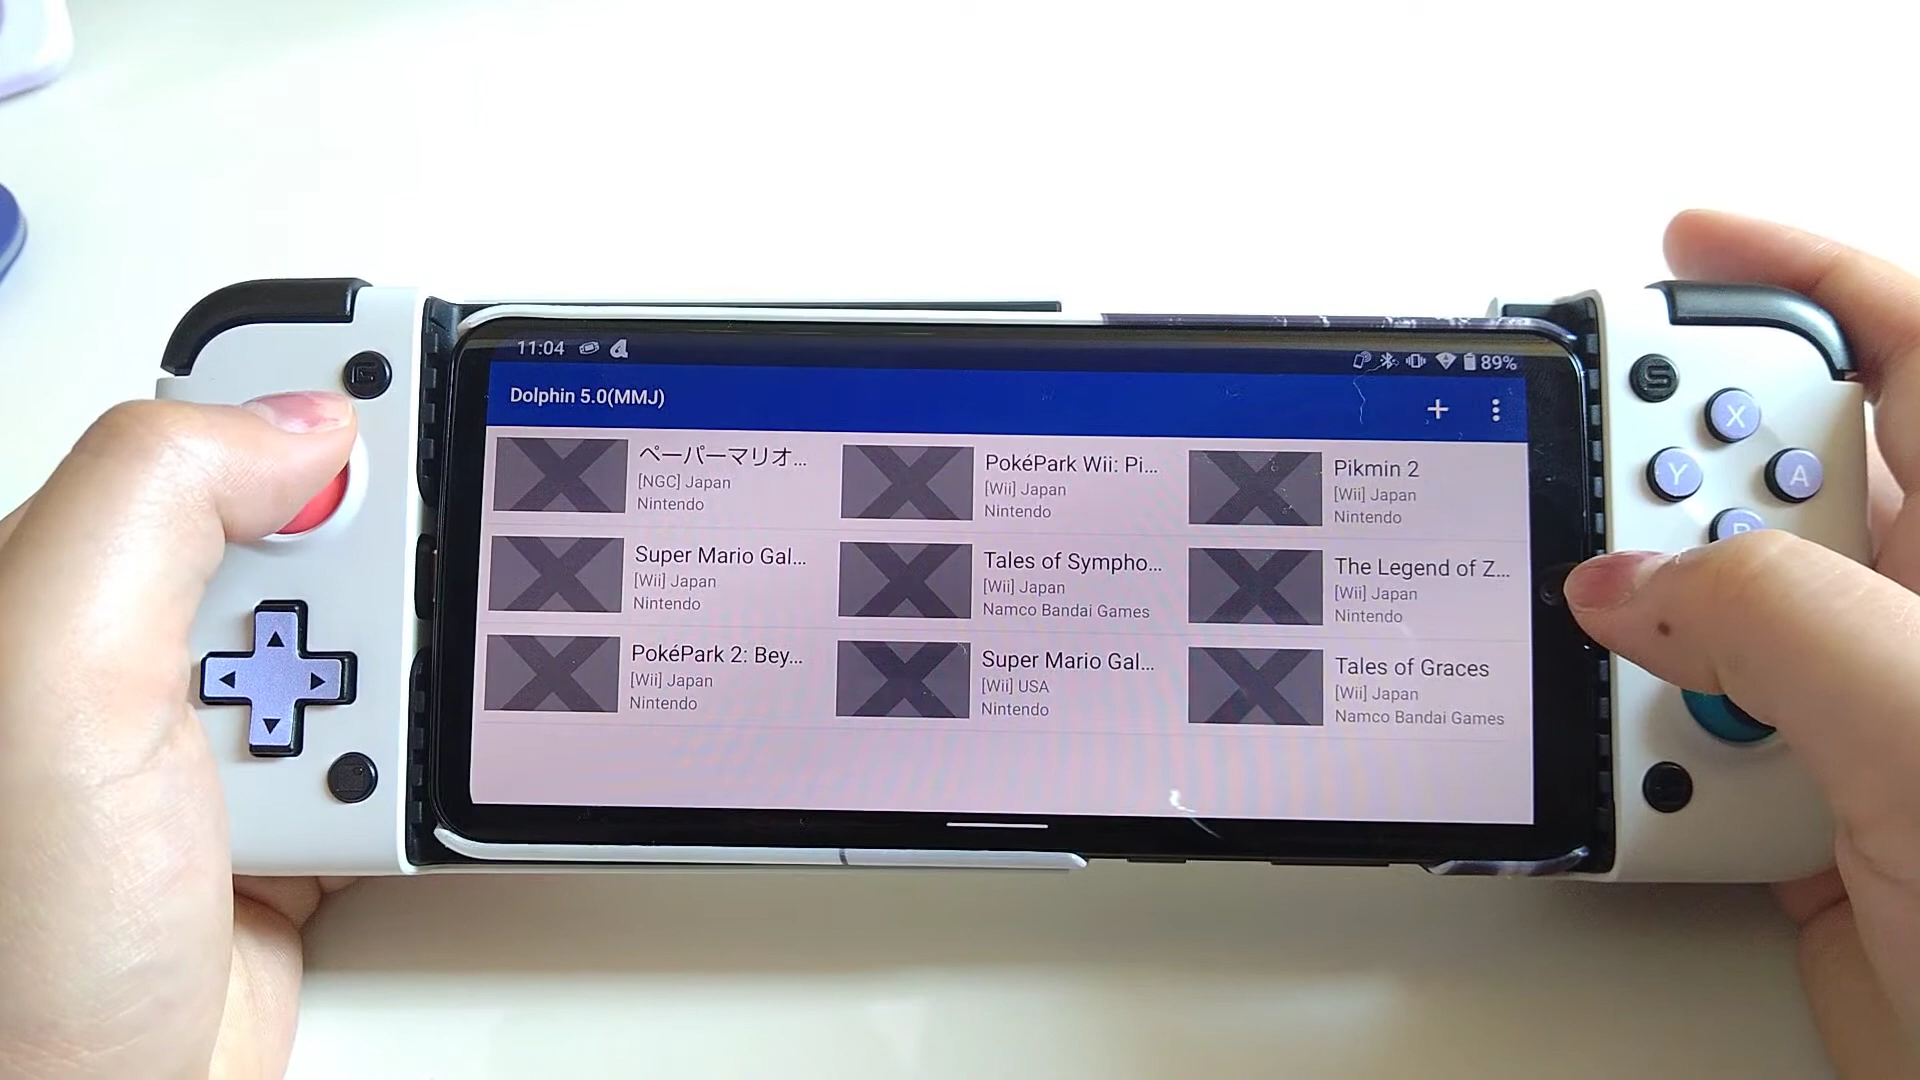 11:04
89%
Dolphin 5.0(MMJ)
ペーパーマリオ...
[NGC] Japan
Nintendo
PokéPark Wii: Pi...
[Wii] Japan
Nintendo
Pikmin 2
[Wii] Japan
Nintendo
Super Mario Gal...
[Wii] Japan
Nintendo
Tales of Sympho...
[Wii] Japan
Namco Bandai Games
The Legend of Z...
[Wii] Japan
Nintendo
PokéPark 2: Bey...
[Wii] Japan
Nintendo
Super Mario Gal...
[Wii] USA
Nintendo
Tales of Graces
[Wii] Japan
Namco Bandai Games
G
S
X
Y
A
B